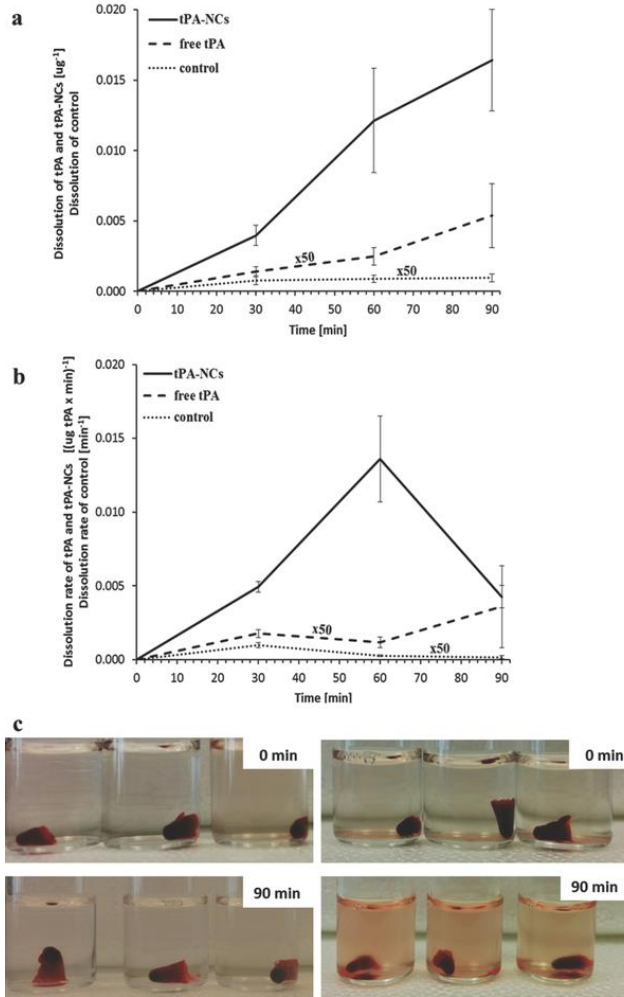 a
Dissolution of tPA and tPA-NCs [ug⁻¹]
Dissolution of control
0.020
0.015
0.010
0.005
0.000
tPA-NCs
free tPA
control
x50
x50
0 10 20 30 40 50 60 70 80 90
Time [min]
b
Dissolution rate of tPA and tPA-NCs [(ug tPA x min)⁻¹]
Dissolution rate of control [min⁻¹]
0.020
0.015
0.010
0.005
0.000
tPA-NCs
free tPA
control
x50
x50
0 10 20 30 40 50 60 70 80 90
Time [min]
c
0 min
0 min
90 min
90 min